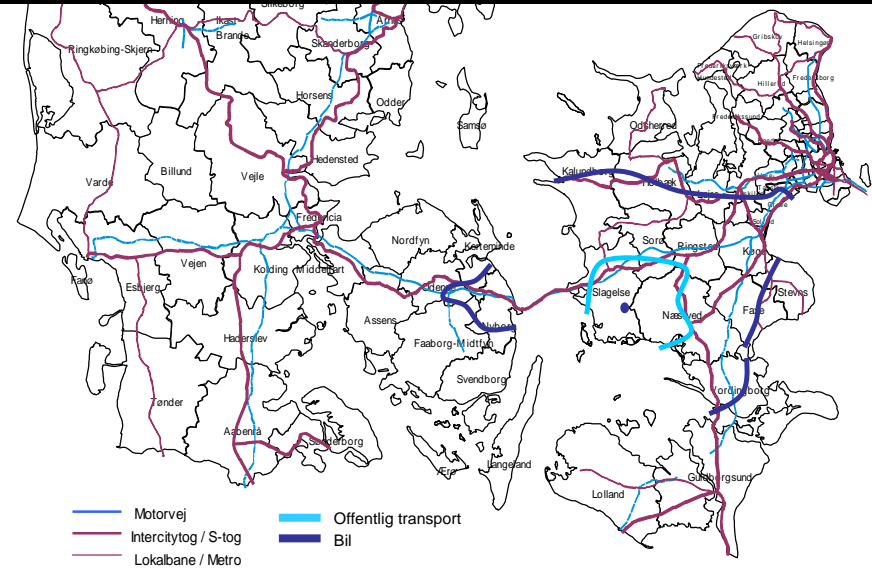 Silkeborg
Herning
Ikast
Brande
Århus
Skanderborg
Ringkøbing-Skjern
Gribskov
Helsingør
Hillerød
Horsens
Odder
Samsø
Odsherred
Frederikssund
Hedensted
Varde
Billund
Vejle
Kalundborg
Holbæk
Fredericia
Nordfyn
Kerteminde
Sorø
Ringsted
Køge
Fanø
Esbjerg
Vejen
Kolding
Middelfart
Odense
Slagelse
Stevns
Assens
Nyborg
Næstved
Faxe
Haderslev
Faaborg-Midtfyn
Svendborg
Vordingborg
Tønder
Aabenrå
Sønderborg
Ærø
Langeland
Guldborgsund
Lolland
Motorvej
Intercitytog / S-tog
Lokalbane / Metro
Offentlig transport
Bil